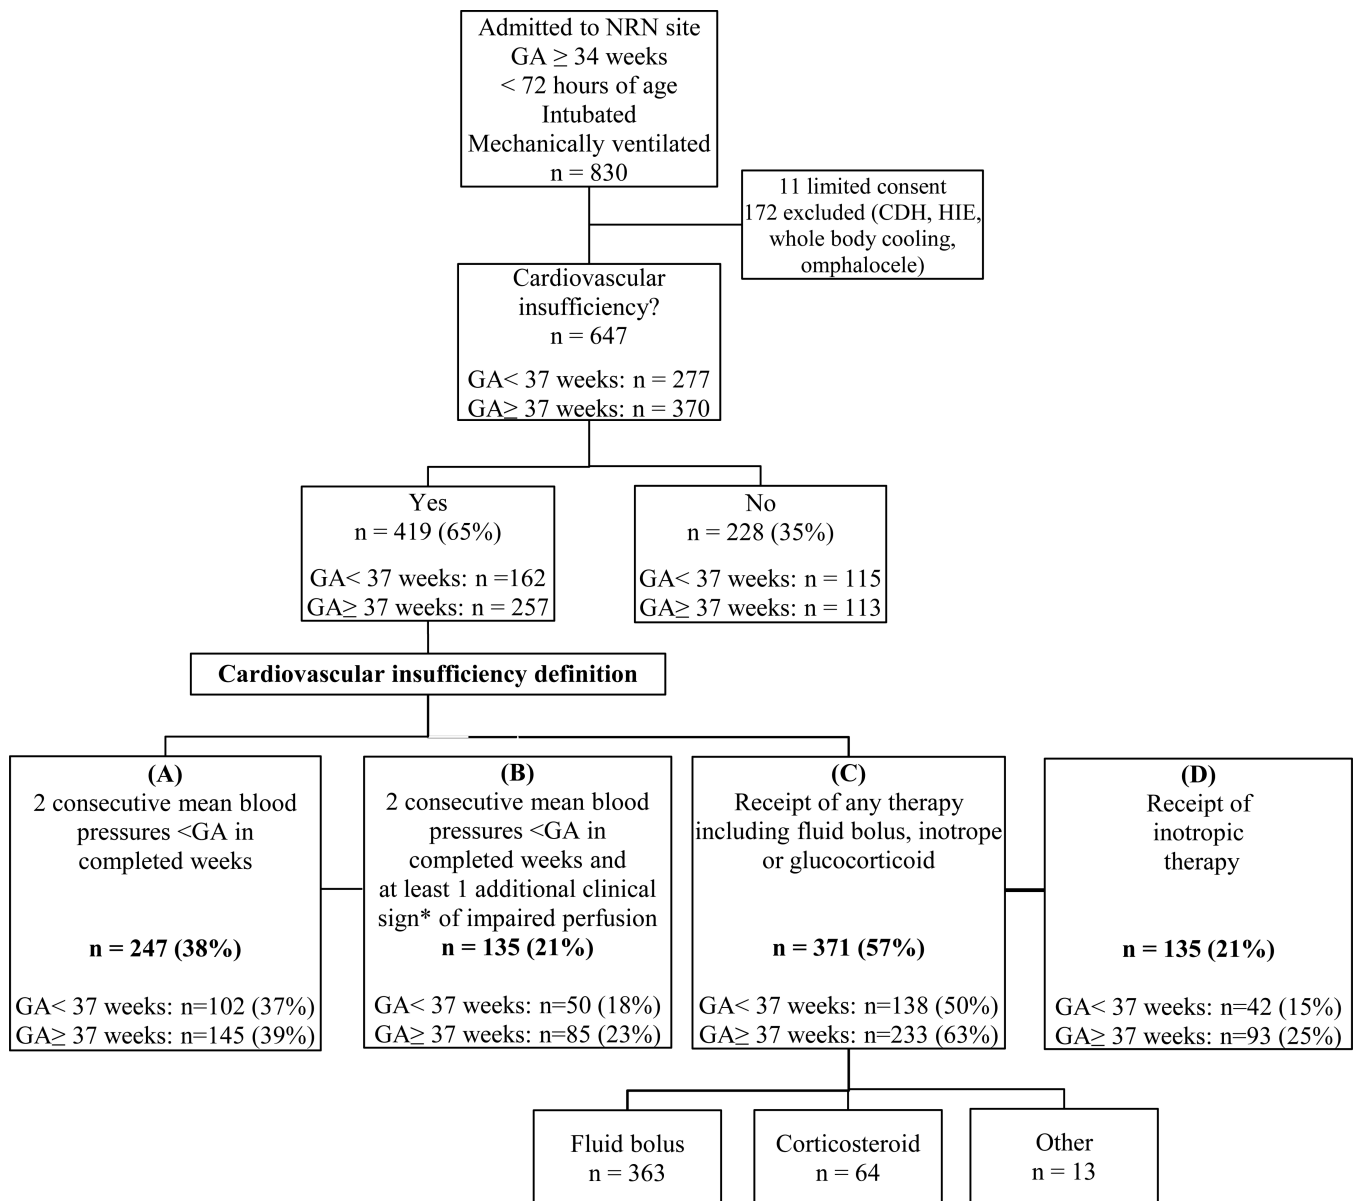 Admitted to NRN site
GA ≥ 34 weeks
< 72 hours of age
Intubated
Mechanically ventilated
n = 830
11 limited consent
172 excluded (CDH, HIE,
whole body cooling,
omphalocele)
Cardiovascular
insufficiency?
n = 647
GA< 37 weeks: n = 277
GA≥ 37 weeks: n = 370
Yes
n = 419 (65%)
GA< 37 weeks: n =162
GA≥ 37 weeks: n = 257
No
n = 228 (35%)
GA< 37 weeks: n = 115
GA≥ 37 weeks: n = 113
Cardiovascular insufficiency definition
(A)
2 consecutive mean blood
pressures <GA in
completed weeks
n = 247 (38%)
GA< 37 weeks: n=102 (37%)
GA≥ 37 weeks: n=145 (39%)
(B)
2 consecutive mean blood
pressures <GA in
completed weeks and
at least 1 additional clinical
sign* of impaired perfusion
n = 135 (21%)
GA< 37 weeks: n=50 (18%)
GA≥ 37 weeks: n=85 (23%)
(C)
Receipt of any therapy
including fluid bolus, inotrope
or glucocorticoid
n = 371 (57%)
GA< 37 weeks: n=138 (50%)
GA≥ 37 weeks: n=233 (63%)
(D)
Receipt of
inotropic
therapy
n = 135 (21%)
GA< 37 weeks: n=42 (15%)
GA≥ 37 weeks: n=93 (25%)
Fluid bolus
n = 363
Corticosteroid
n = 64
Other
n = 13